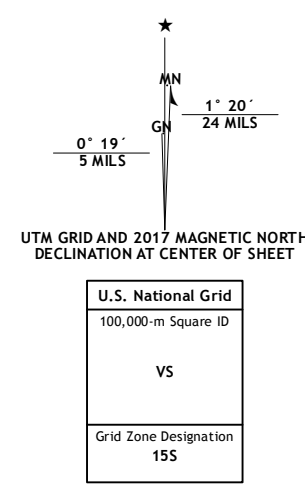 ★
MN
GN
1° 20´
24 MILS
0° 19´
5 MILS
UTM GRID AND 2017 MAGNETIC NORTH
DECLINATION AT CENTER OF SHEET
U.S. National Grid
100,000-m Square ID
VS
Grid Zone Designation
15S